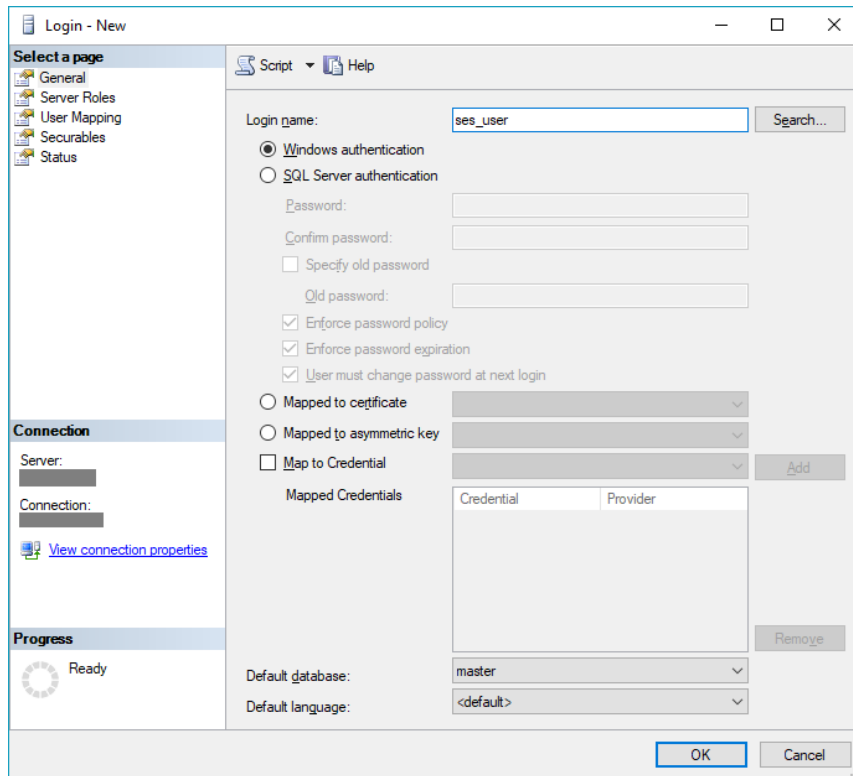 Login - New
Select a page
General
Server Roles
User Mapping
Securables
Status
Connection
Server:
Connection:
View connection properties
Progress
Ready
Script Help
Login name: ses_user Search...
Windows authentication
SQL Server authentication
Password:
Confirm password:
Specify old password
Old password:
Enforce password policy
Enforce password expiration
User must change password at next login
Mapped to certificate
Mapped to asymmetric key
Map to Credential Add
Mapped Credentials Credential Provider
Remove
Default database: master
Default language: <default>
OK Cancel